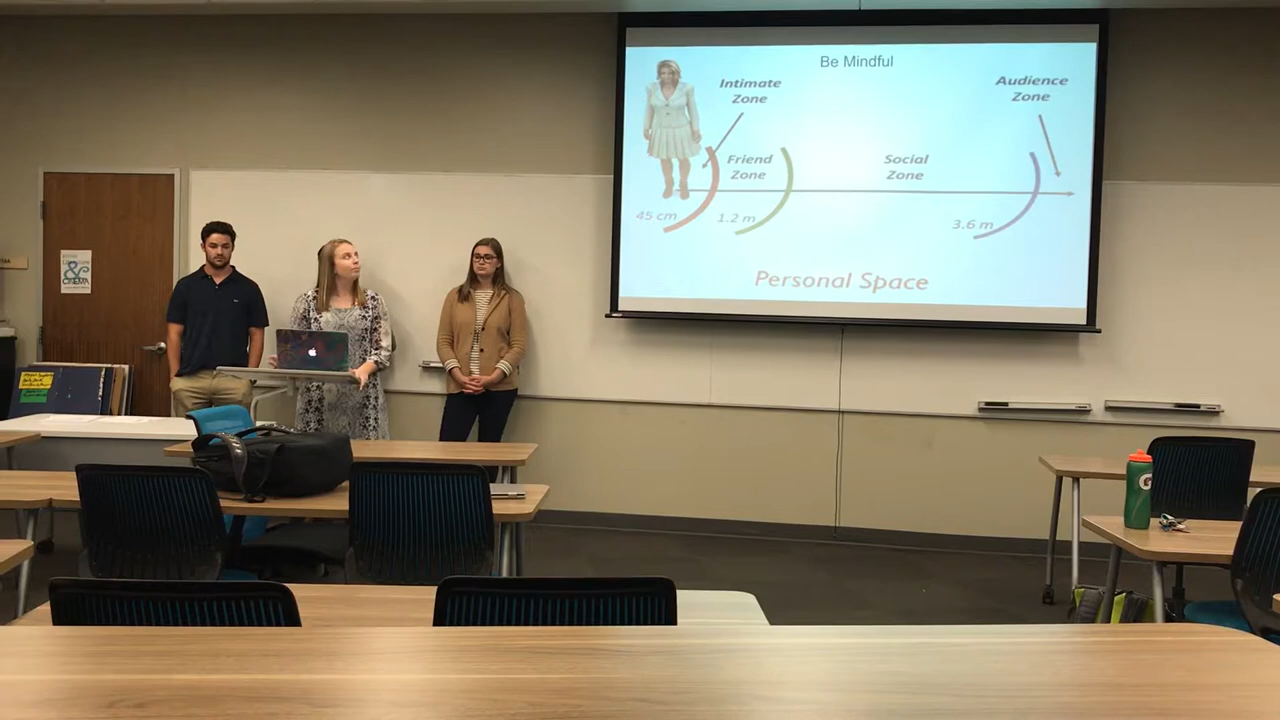 Be Mindful
Intimate
Zone
Audience
Zone
Friend
Zone
Social
Zone
45 cm
1.2 m
3.6 m
Personal Space
&
CINEMA
G